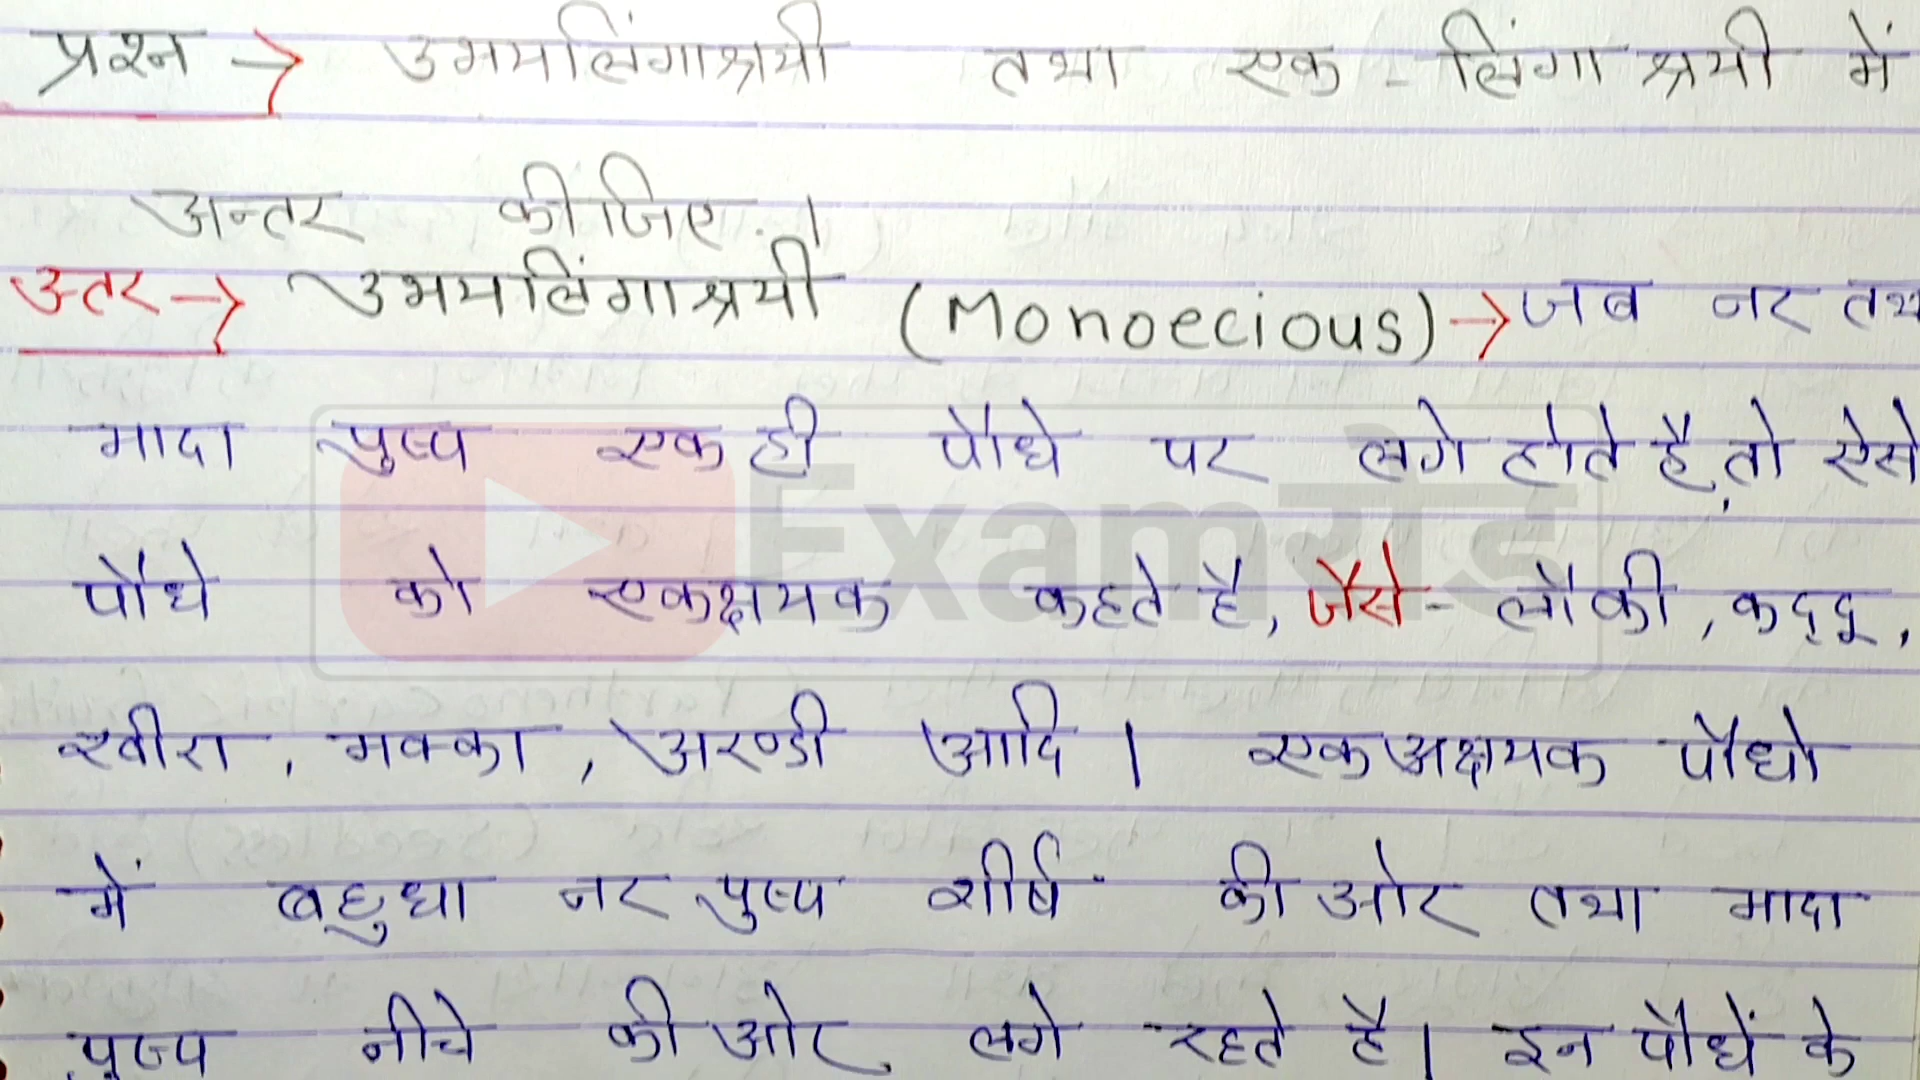 प्रश्न → उभयलिंगाश्रयी तथा एक - लिंगाश्रयी में
अन्तर कीजिए ।
उत्तर → उभयलिंगाश्रयी (Monoecious) → जब नर तथा
मादा पुष्प एक ही पौधे पर लगे होते है, तो ऐसे
पौधे को एकक्षयक कहते है, जैसे - लौकी, कद्दू,
खीरा, मक्का, अरण्डी आदि । एकअक्षयक पौधो
में बहुधा नर पुष्प शीर्ष की ओर तथा मादा
पुष्प नीचे की ओर लगे रहते है । इन पौधें के
Examरोड